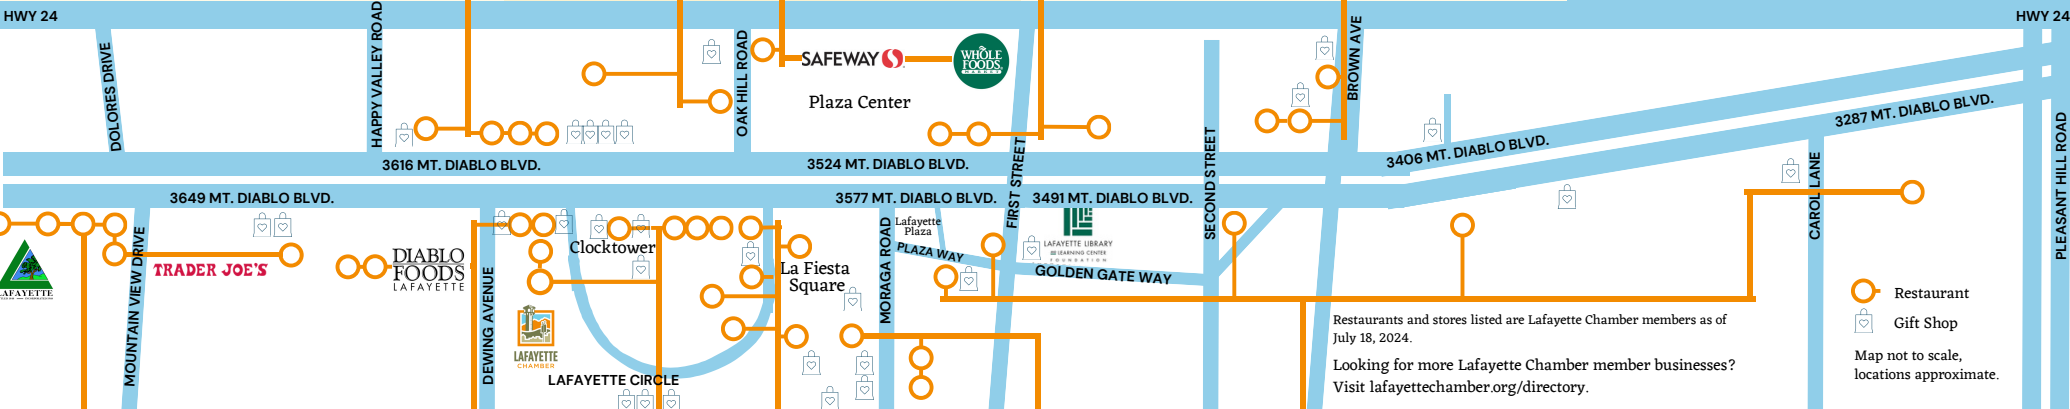 HWY 24
HWY 24
DOLORES DRIVE
HAPPY VALLEY ROAD
OAK HILL ROAD
SAFEWAY
WHOLE
FOODS
MARKET
Plaza Center
FIRST STREET
SECOND STREET
BROWN AVE
PLEASANT HILL ROAD
CAROL LANE
3616 MT. DIABLO BLVD.
3524 MT. DIABLO BLVD.
3406 MT. DIABLO BLVD.
3287 MT. DIABLO BLVD.
3649 MT. DIABLO BLVD.
3577 MT. DIABLO BLVD.
3491 MT. DIABLO BLVD.
LAFAYETTE
MOUNTAIN VIEW DRIVE
TRADER JOE'S
DIABLO
FOODS
LAFAYETTE
DEWING AVENUE
LAFAYETTE
CHAMBER
Clocktower
LAFAYETTE CIRCLE
La Fiesta
Square
MORAGA ROAD
Lafayette
Plaza
PLAZA WAY
LAFAYETTE LIBRARY
LEARNING CENTER
FOUNDATION
GOLDEN GATE WAY
Restaurants and stores listed are Lafayette Chamber members as of
July 18, 2024.
Looking for more Lafayette Chamber member businesses?
Visit lafayettechamber.org/directory.
Restaurant
Gift Shop
Map not to scale,
locations approximate.